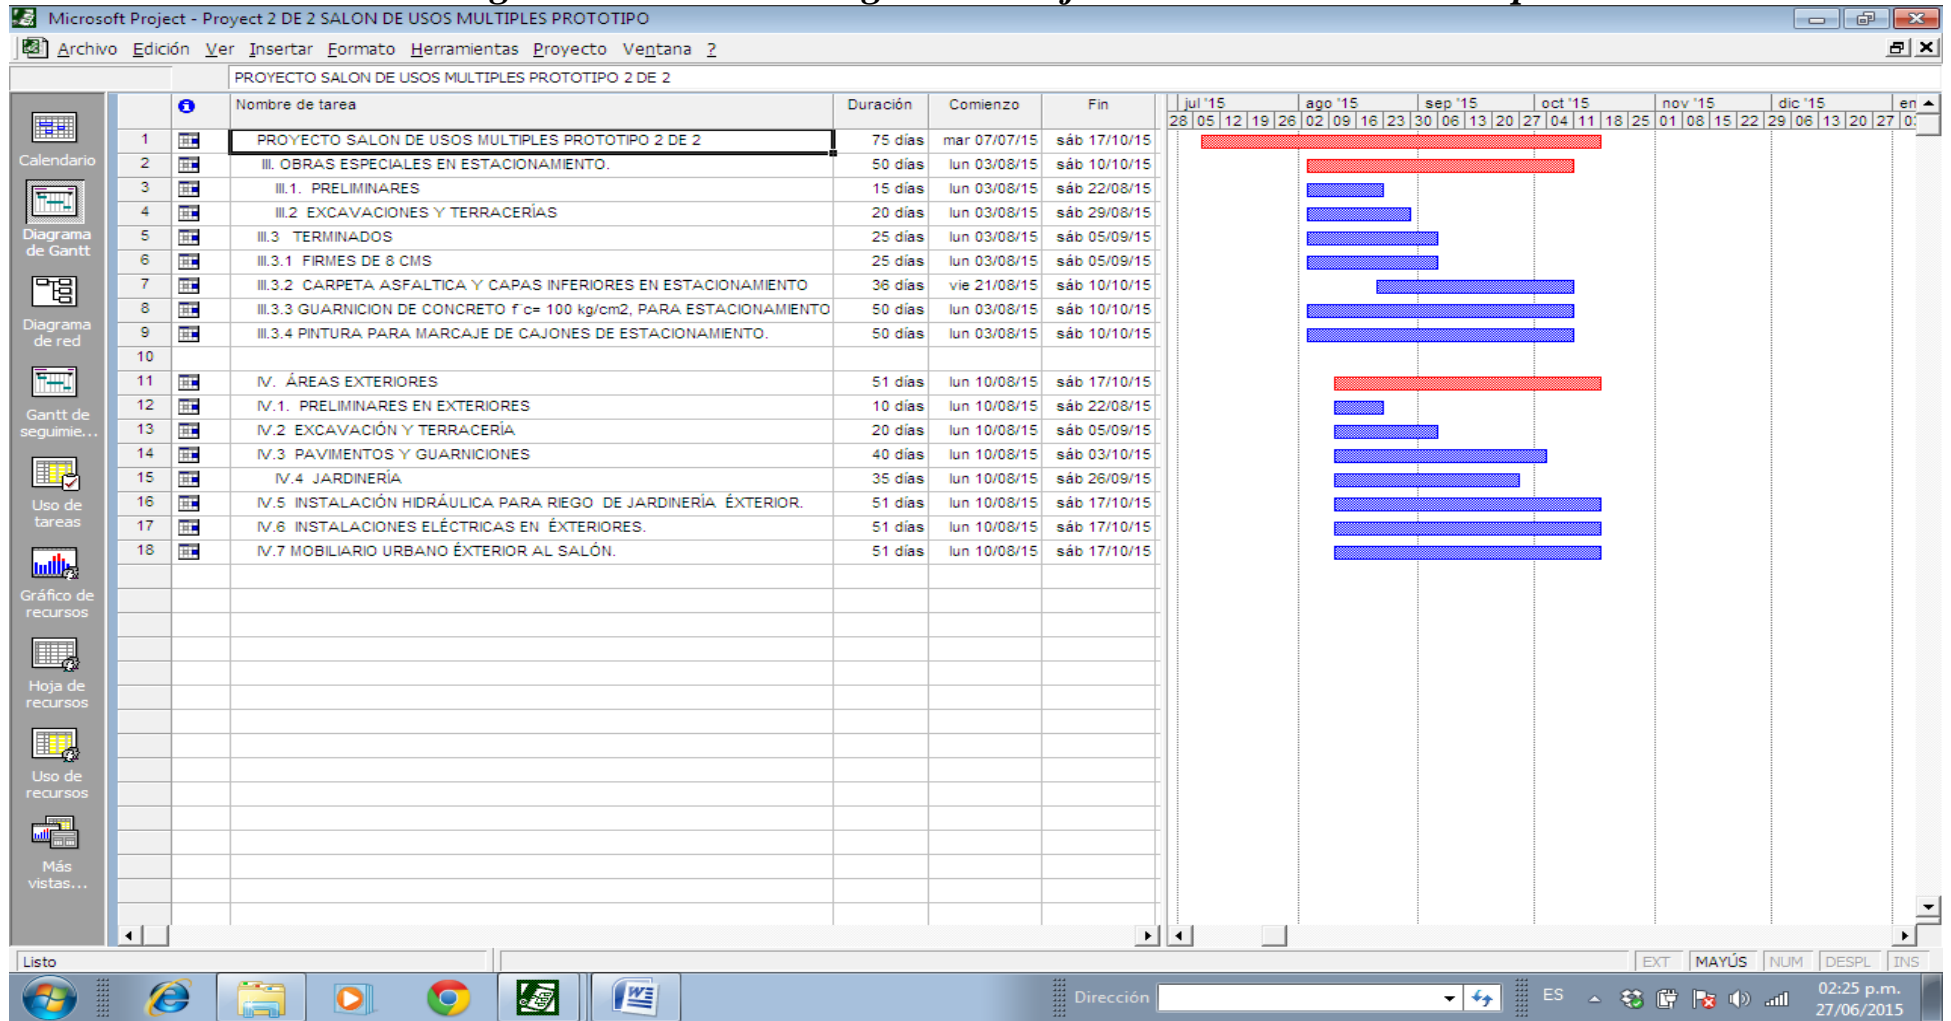 Microsoft Project - Proyect 2 DE 2 SALON DE USOS MULTIPLES PROTOTIPO
Archivo Edición Ver Insertar Formato Herramientas Proyecto Ventana ?
PROYECTO SALON DE USOS MULTIPLES PROTOTIPO 2 DE 2
Nombre de tarea Duración Comienzo Fin jul '15 ago '15 sep '15 oct '15 nov '15 dic '15 en
28 05 12 19 26 02 09 16 23 30 06 13 20 27 04 11 18 25 01 08 15 22 29 06 13 20 27
1 PROYECTO SALON DE USOS MULTIPLES PROTOTIPO 2 DE 2 75 días mar 07/07/15 sáb 17/10/15
2 III. OBRAS ESPECIALES EN ESTACIONAMIENTO. 50 días lun 03/08/15 sáb 10/10/15
3 III.1. PRELIMINARES 15 días lun 03/08/15 sáb 22/08/15
4 III.2 EXCAVACIONES Y TERRACERÍAS 20 días lun 03/08/15 sáb 29/08/15
5 III.3 TERMINADOS 25 días lun 03/08/15 sáb 05/09/15
6 III.3.1 FIRMES DE 8 CMS 25 días lun 03/08/15 sáb 05/09/15
7 III.3.2 CARPETA ASFALTICA Y CAPAS INFERIORES EN ESTACIONAMIENTO 36 días vie 21/08/15 sáb 10/10/15
8 III.3.3 GUARNICION DE CONCRETO f´c= 100 kg/cm2, PARA ESTACIONAMIENTO 50 días lun 03/08/15 sáb 10/10/15
9 III.3.4 PINTURA PARA MARCAJE DE CAJONES DE ESTACIONAMIENTO. 50 días lun 03/08/15 sáb 10/10/15
10
11 IV. ÁREAS EXTERIORES 51 días lun 10/08/15 sáb 17/10/15
12 IV.1. PRELIMINARES EN EXTERIORES 10 días lun 10/08/15 sáb 22/08/15
13 IV.2 EXCAVACIÓN Y TERRACERÍA 20 días lun 10/08/15 sáb 05/09/15
14 IV.3 PAVIMENTOS Y GUARNICIONES 40 días lun 10/08/15 sáb 03/10/15
15 IV.4 JARDINERÍA 35 días lun 10/08/15 sáb 26/09/15
16 IV.5 INSTALACIÓN HIDRÁULICA PARA RIEGO DE JARDINERÍA ÉXTERIOR. 51 días lun 10/08/15 sáb 17/10/15
17 IV.6 INSTALACIONES ELÉCTRICAS EN ÉXTERIORES. 51 días lun 10/08/15 sáb 17/10/15
18 IV.7 MOBILIARIO URBANO ÉXTERIOR AL SALÓN. 51 días lun 10/08/15 sáb 17/10/15
Calendario
Diagrama
de Gantt
Diagrama
de red
Gantt de
seguimie...
Uso de
tareas
Gráfico de
recursos
Hoja de
recursos
Uso de
recursos
Más
vistas...
Listo EXT MAYÚS NUM DESPL INS
Dirección ES 02:25 p.m.
27/06/2015